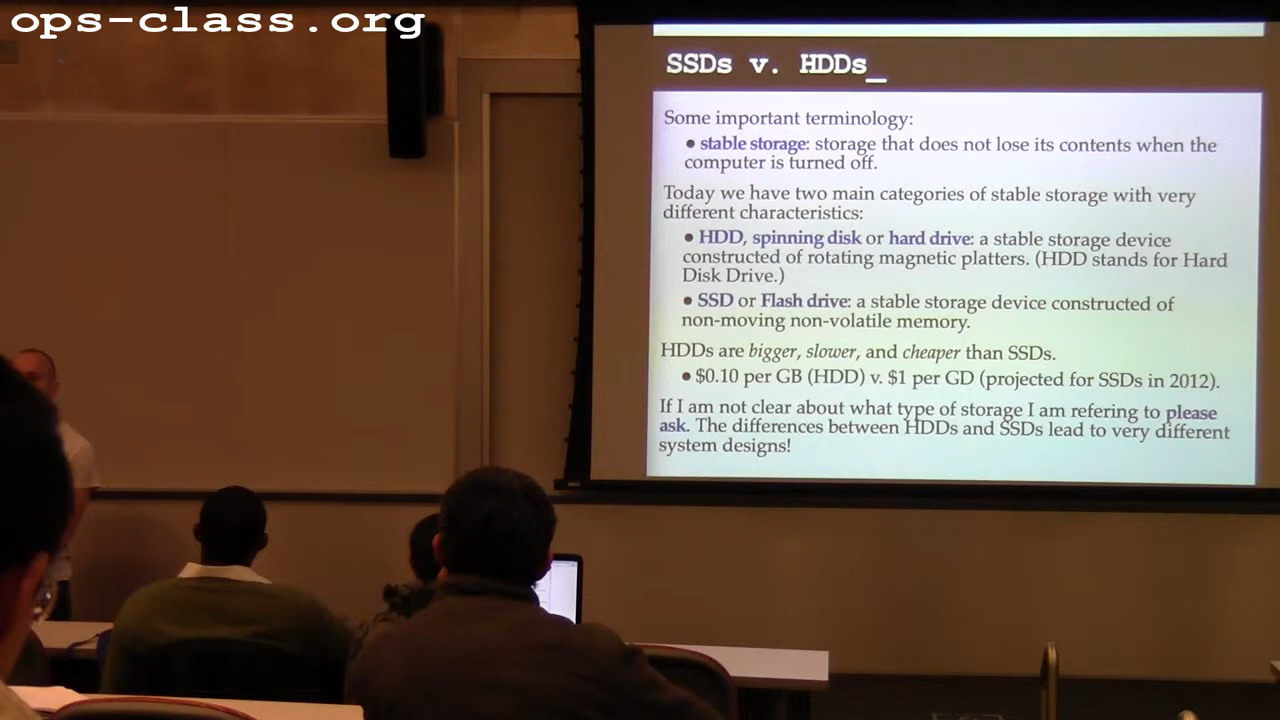 ops-class.org
SSDs v. HDDs_
Some important terminology:
• stable storage: storage that does not lose its contents when the
computer is turned off.
Today we have two main categories of stable storage with very
different characteristics:
• HDD, spinning disk or hard drive: a stable storage device
constructed of rotating magnetic platters. (HDD stands for Hard
Disk Drive.)
• SSD or Flash drive: a stable storage device constructed of
non-moving non-volatile memory.
HDDs are bigger, slower, and cheaper than SSDs.
• $0.10 per GB (HDD) v. $1 per GD (projected for SSDs in 2012).
If I am not clear about what type of storage I am refering to please
ask. The differences between HDDs and SSDs lead to very different
system designs!